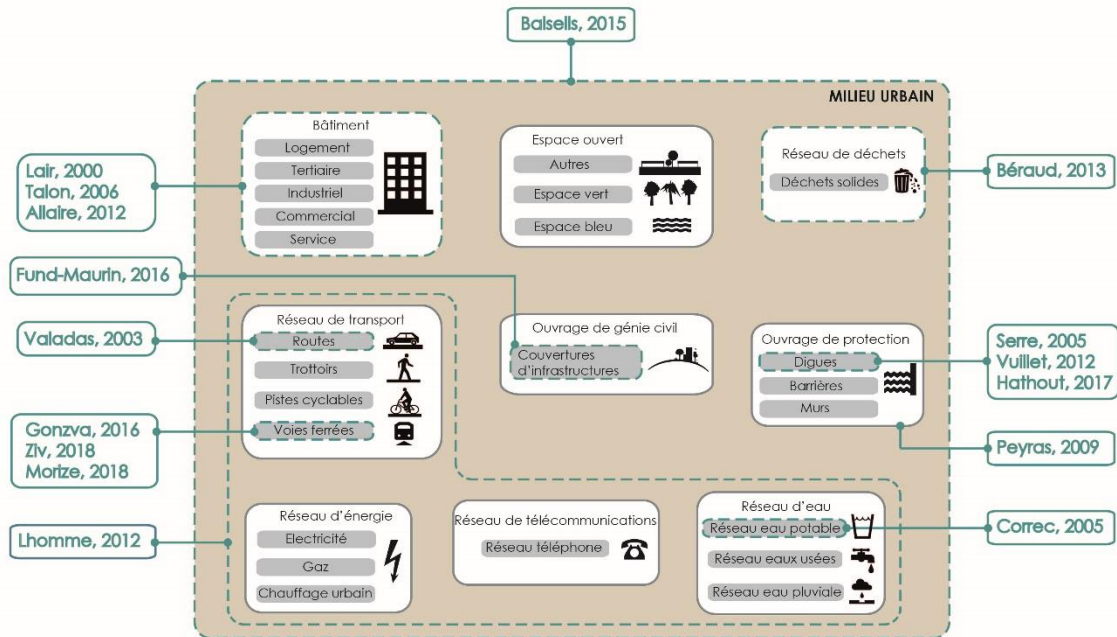 Balsells, 2015
MILIEU URBAIN
Bâtiment
Logement
Tertiaire
Industriel
Commercial
Service
Espace ouvert
Autres
Espace vert
Espace bleu
Réseau de déchets
Déchets solides
Lair, 2000
Talon, 2006
Allaire, 2012
Béraud, 2013
Fund-Maurin, 2016
Valadas, 2003
Gonzva, 2016
Ziv, 2018
Morize, 2018
Lhomme, 2012
Réseau de transport
Routes
Trottoirs
Pistes cyclables
Voies ferrées
Ouvrage de génie civil
Couvertures
d'infrastructures
Ouvrage de protection
Digues
Barrières
Murs
Serre, 2005
Vuillet, 2012
Hathout, 2017
Peyras, 2009
Correc, 2005
Réseau d'énergie
Electricité
Gaz
Chauffage urbain
Réseau de télécommunications
Réseau téléphone
Réseau d'eau
Réseau eau potable
Réseau eaux usées
Réseau eau pluviale